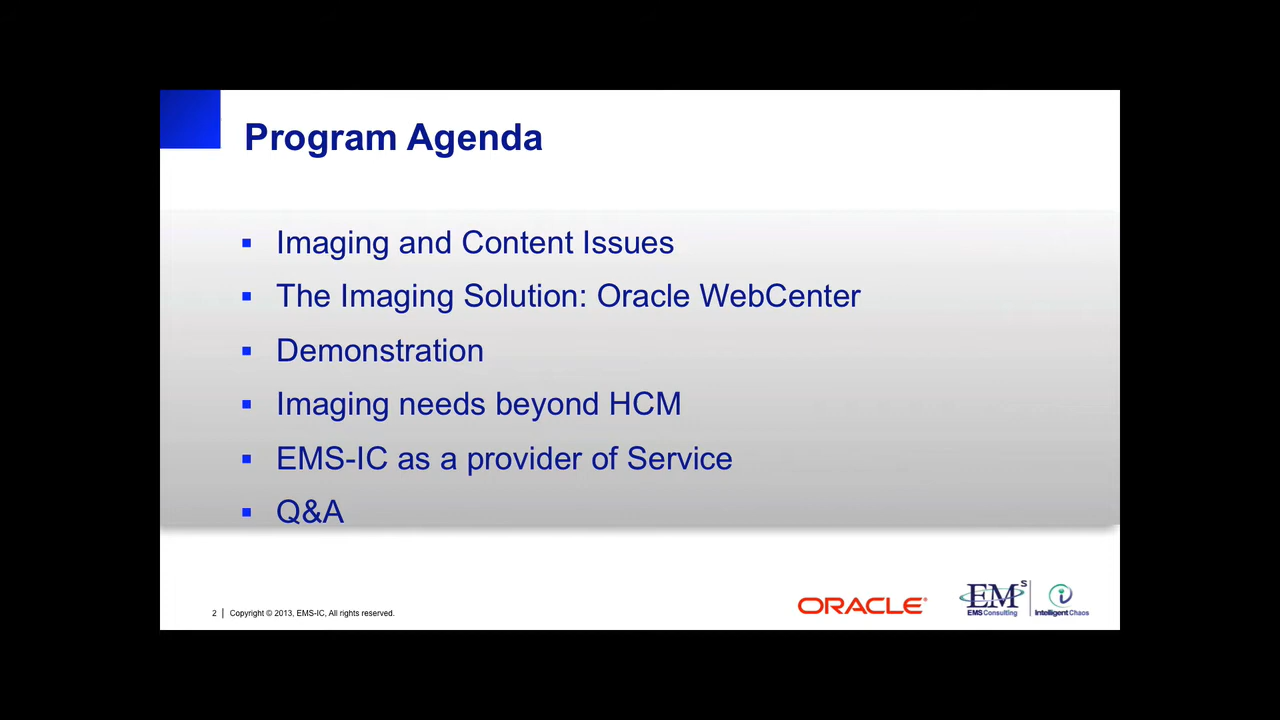 Program Agenda
▪ Imaging and Content Issues
▪ The Imaging Solution: Oracle WebCenter
▪ Demonstration
▪ Imaging needs beyond HCM
▪ EMS-IC as a provider of Service
▪ Q&A
2 | Copyright © 2013, EMS-IC, All rights reserved.
ORACLE®
EMS
EMS Consulting
i
Intelligent Chaos